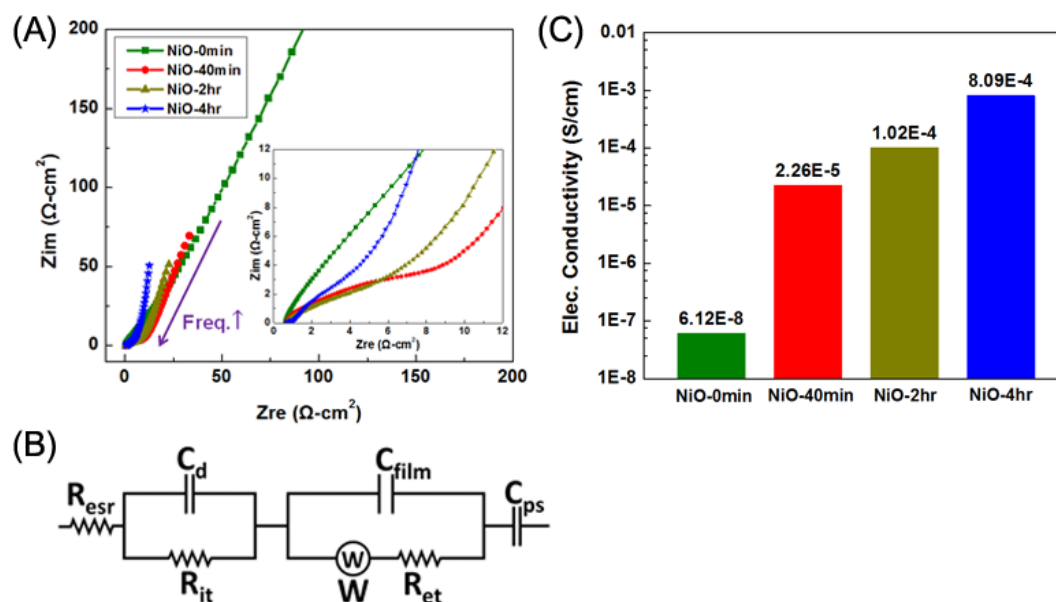 (A)
200
150
100
50
0
Zim (Ω-cm²)
NiO-0min
NiO-40min
NiO-2hr
NiO-4hr
Freq.↑
12
10
8
6
4
2
0
Zim (Ω-cm²)
2 4 6 8 10 12
Zre (Ω-cm²)
0 50 100 150 200
Zre (Ω-cm²)
(C)
0.01
1E-3
1E-4
1E-5
1E-6
1E-7
1E-8
Elec. Conductivity (S/cm)
6.12E-8
2.26E-5
1.02E-4
8.09E-4
NiO-0min NiO-40min NiO-2hr NiO-4hr
(B)
Resr
Cd
Rit
Cfilm
W
W
Ret
Cps